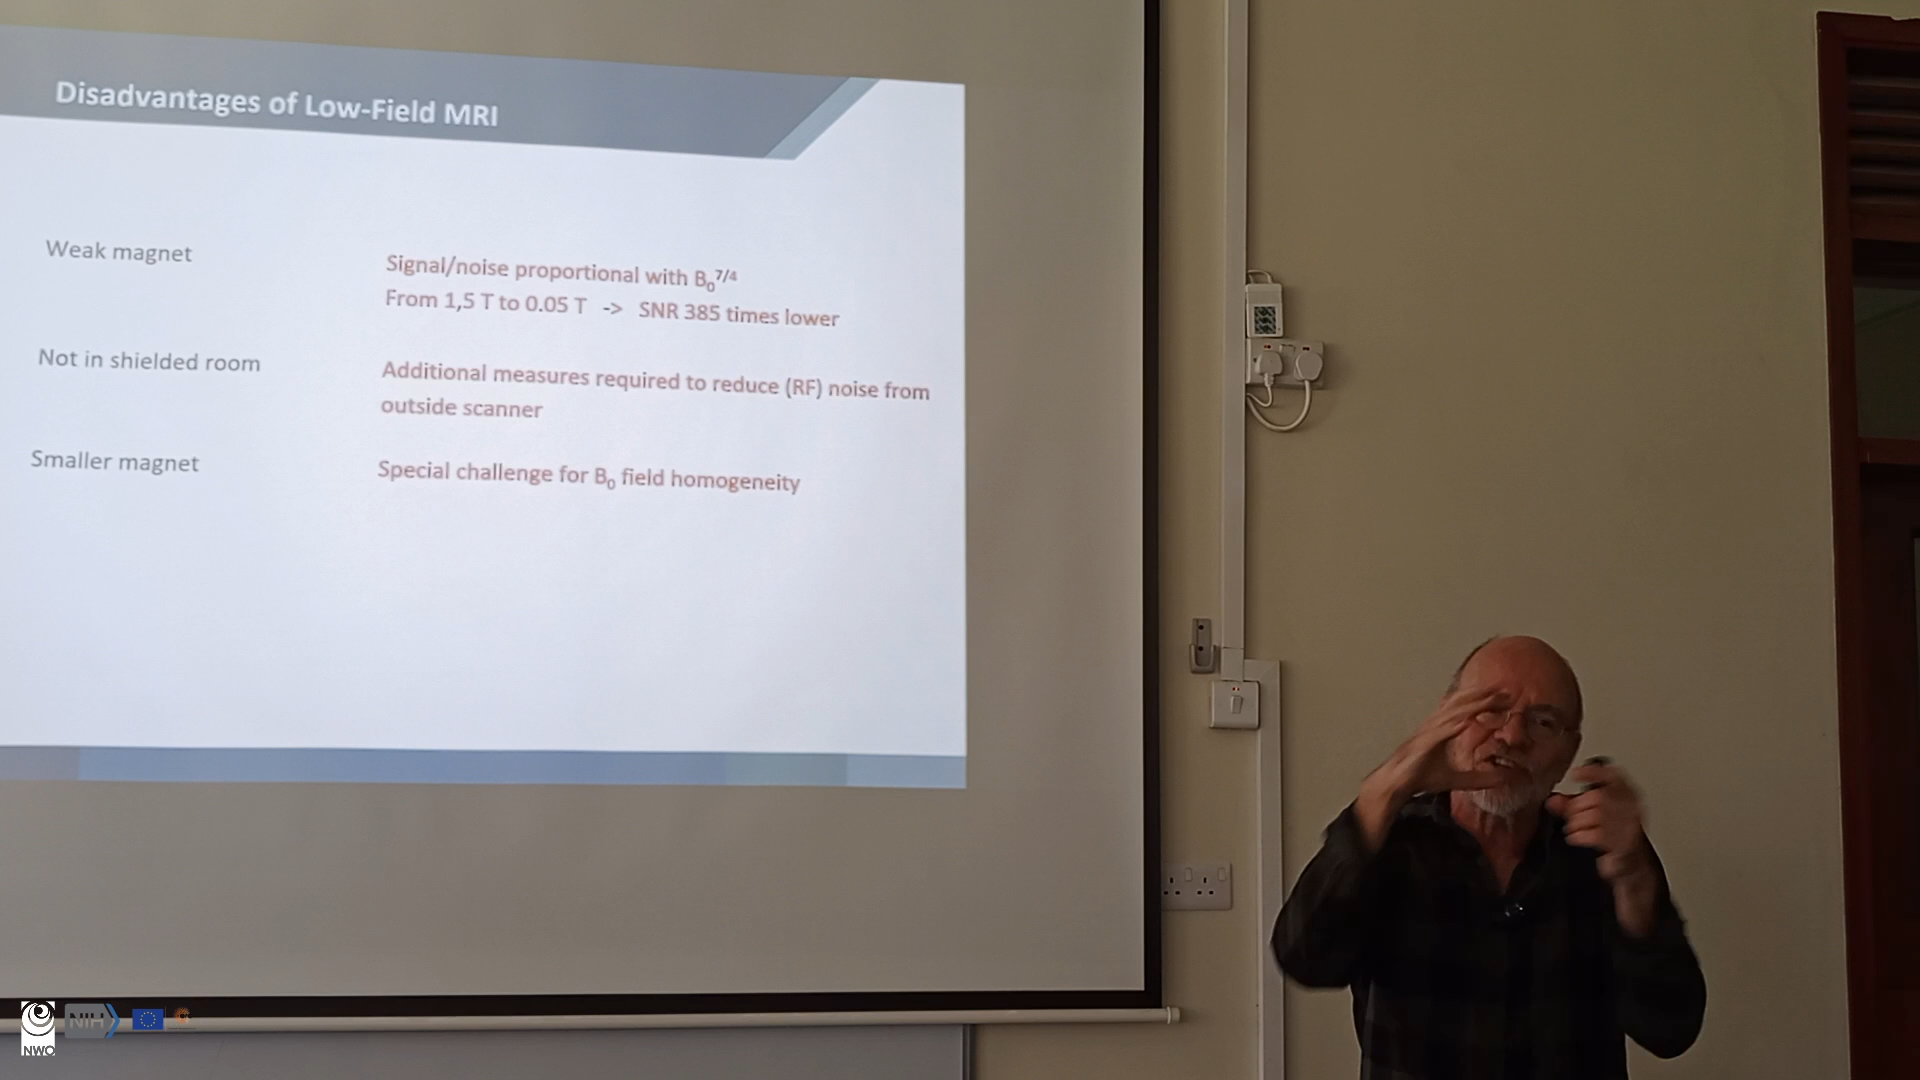 Disadvantages of Low-Field MRI
Weak magnet
Signal/noise proportional with B₀⁷/⁴
From 1,5 T to 0.05 T -> SNR 385 times lower
Not in shielded room
Additional measures required to reduce (RF) noise from
outside scanner
Smaller magnet
Special challenge for B₀ field homogeneity
NWO
NIH